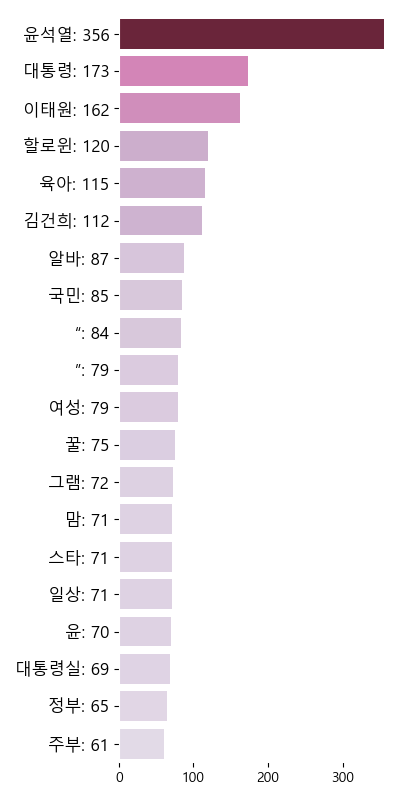 윤석열: 356
대통령: 173
이태원: 162
할로윈: 120
육아: 115
김건희: 112
알바: 87
국민: 85
“: 84
”: 79
여성: 79
꿀: 75
그램: 72
맘: 71
스타: 71
일상: 71
윤: 70
대통령실: 69
정부: 65
주부: 61
0 100 200 300